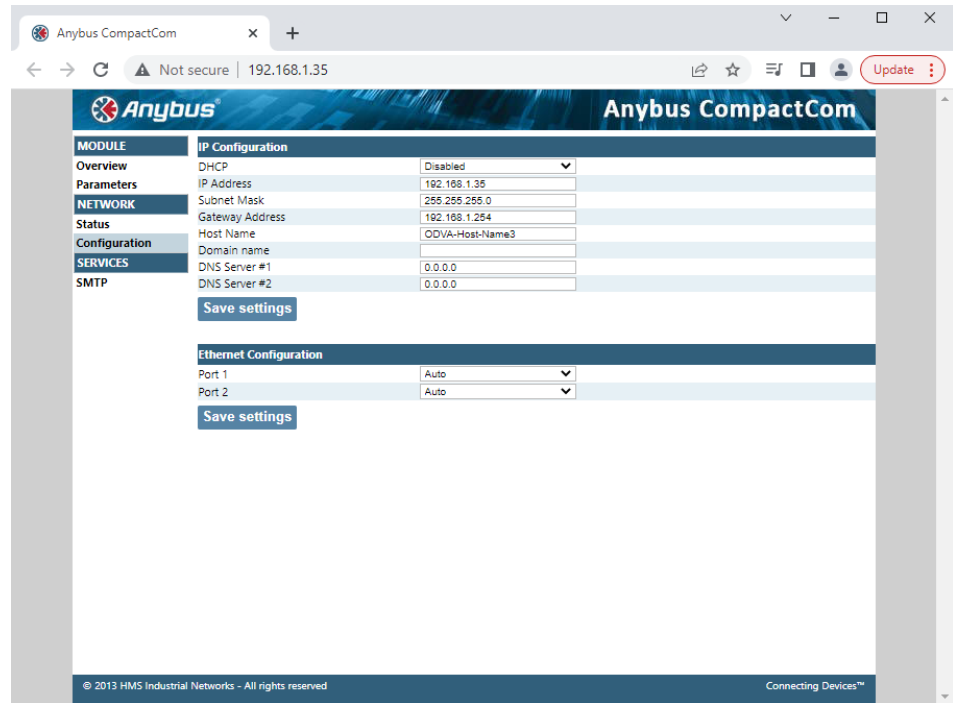 Anybus CompactCom
Not secure | 192.168.1.35
Update
Anybus®
Anybus CompactCom
MODULE
Overview
Parameters
NETWORK
Status
Configuration
SERVICES
SMTP
IP Configuration
DHCP Disabled
IP Address 192.168.1.35
Subnet Mask 255.255.255.0
Gateway Address 192.168.1.254
Host Name ODVA-Host-Name3
Domain name
DNS Server #1 0.0.0.0
DNS Server #2 0.0.0.0
Save settings
Ethernet Configuration
Port 1 Auto
Port 2 Auto
Save settings
© 2013 HMS Industrial Networks - All rights reserved
Connecting Devices™